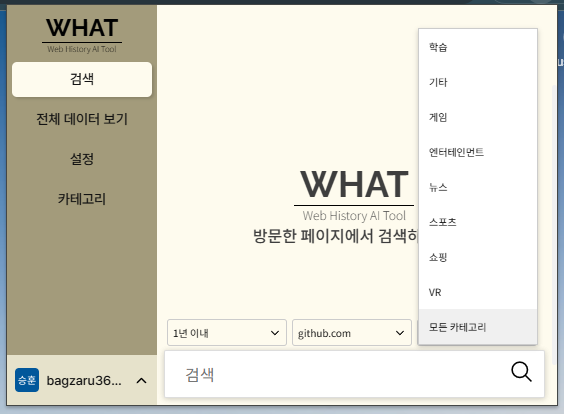 WHAT
Web History AI Tool
검색
전체 데이터 보기
설정
카테고리
승훈 bagzaru36...
WHAT
Web History AI Tool
방문한 페이지에서 검색하
1년 이내
github.com
학습
기타
게임
엔터테인먼트
뉴스
스포츠
쇼핑
VR
모든 카테고리
검색